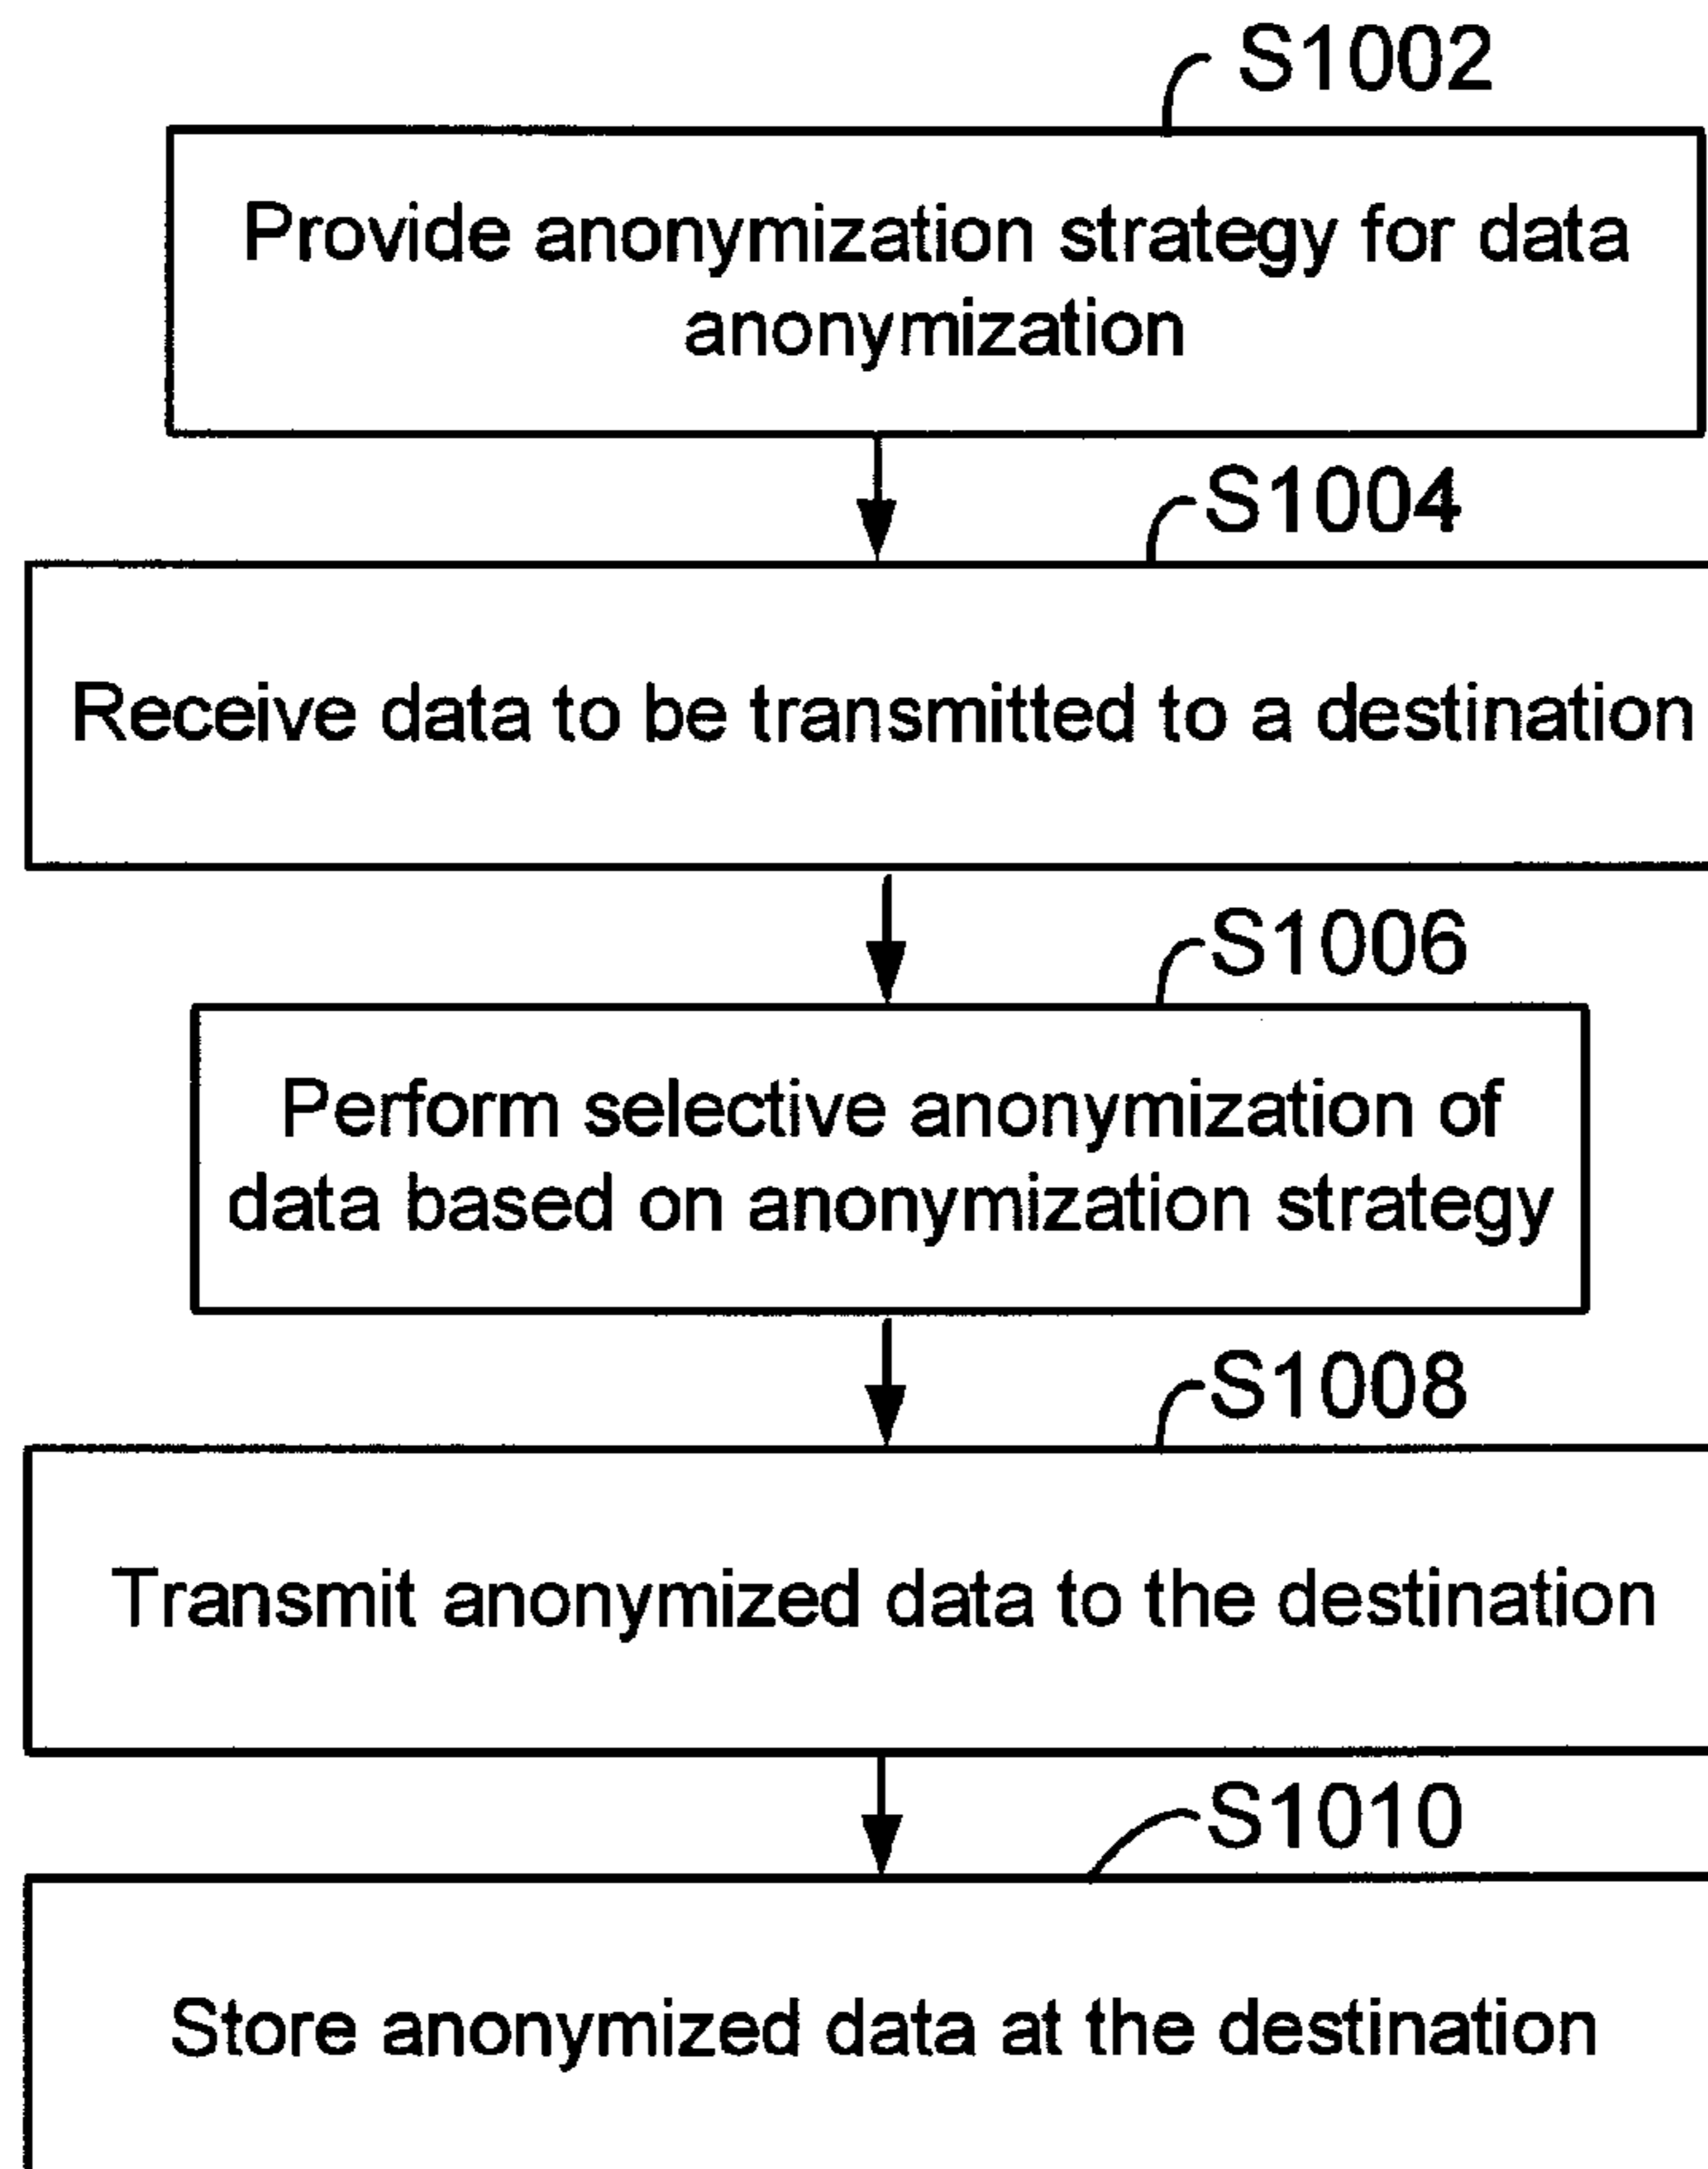 S1002
Provide anonymization strategy for data
anonymization
S1004
Receive data to be transmitted to a destination
S1006
Perform selective anonymization of
data based on anonymization strategy
S1008
Transmit anonymized data to the destination
S1010
Store anonymized data at the destination